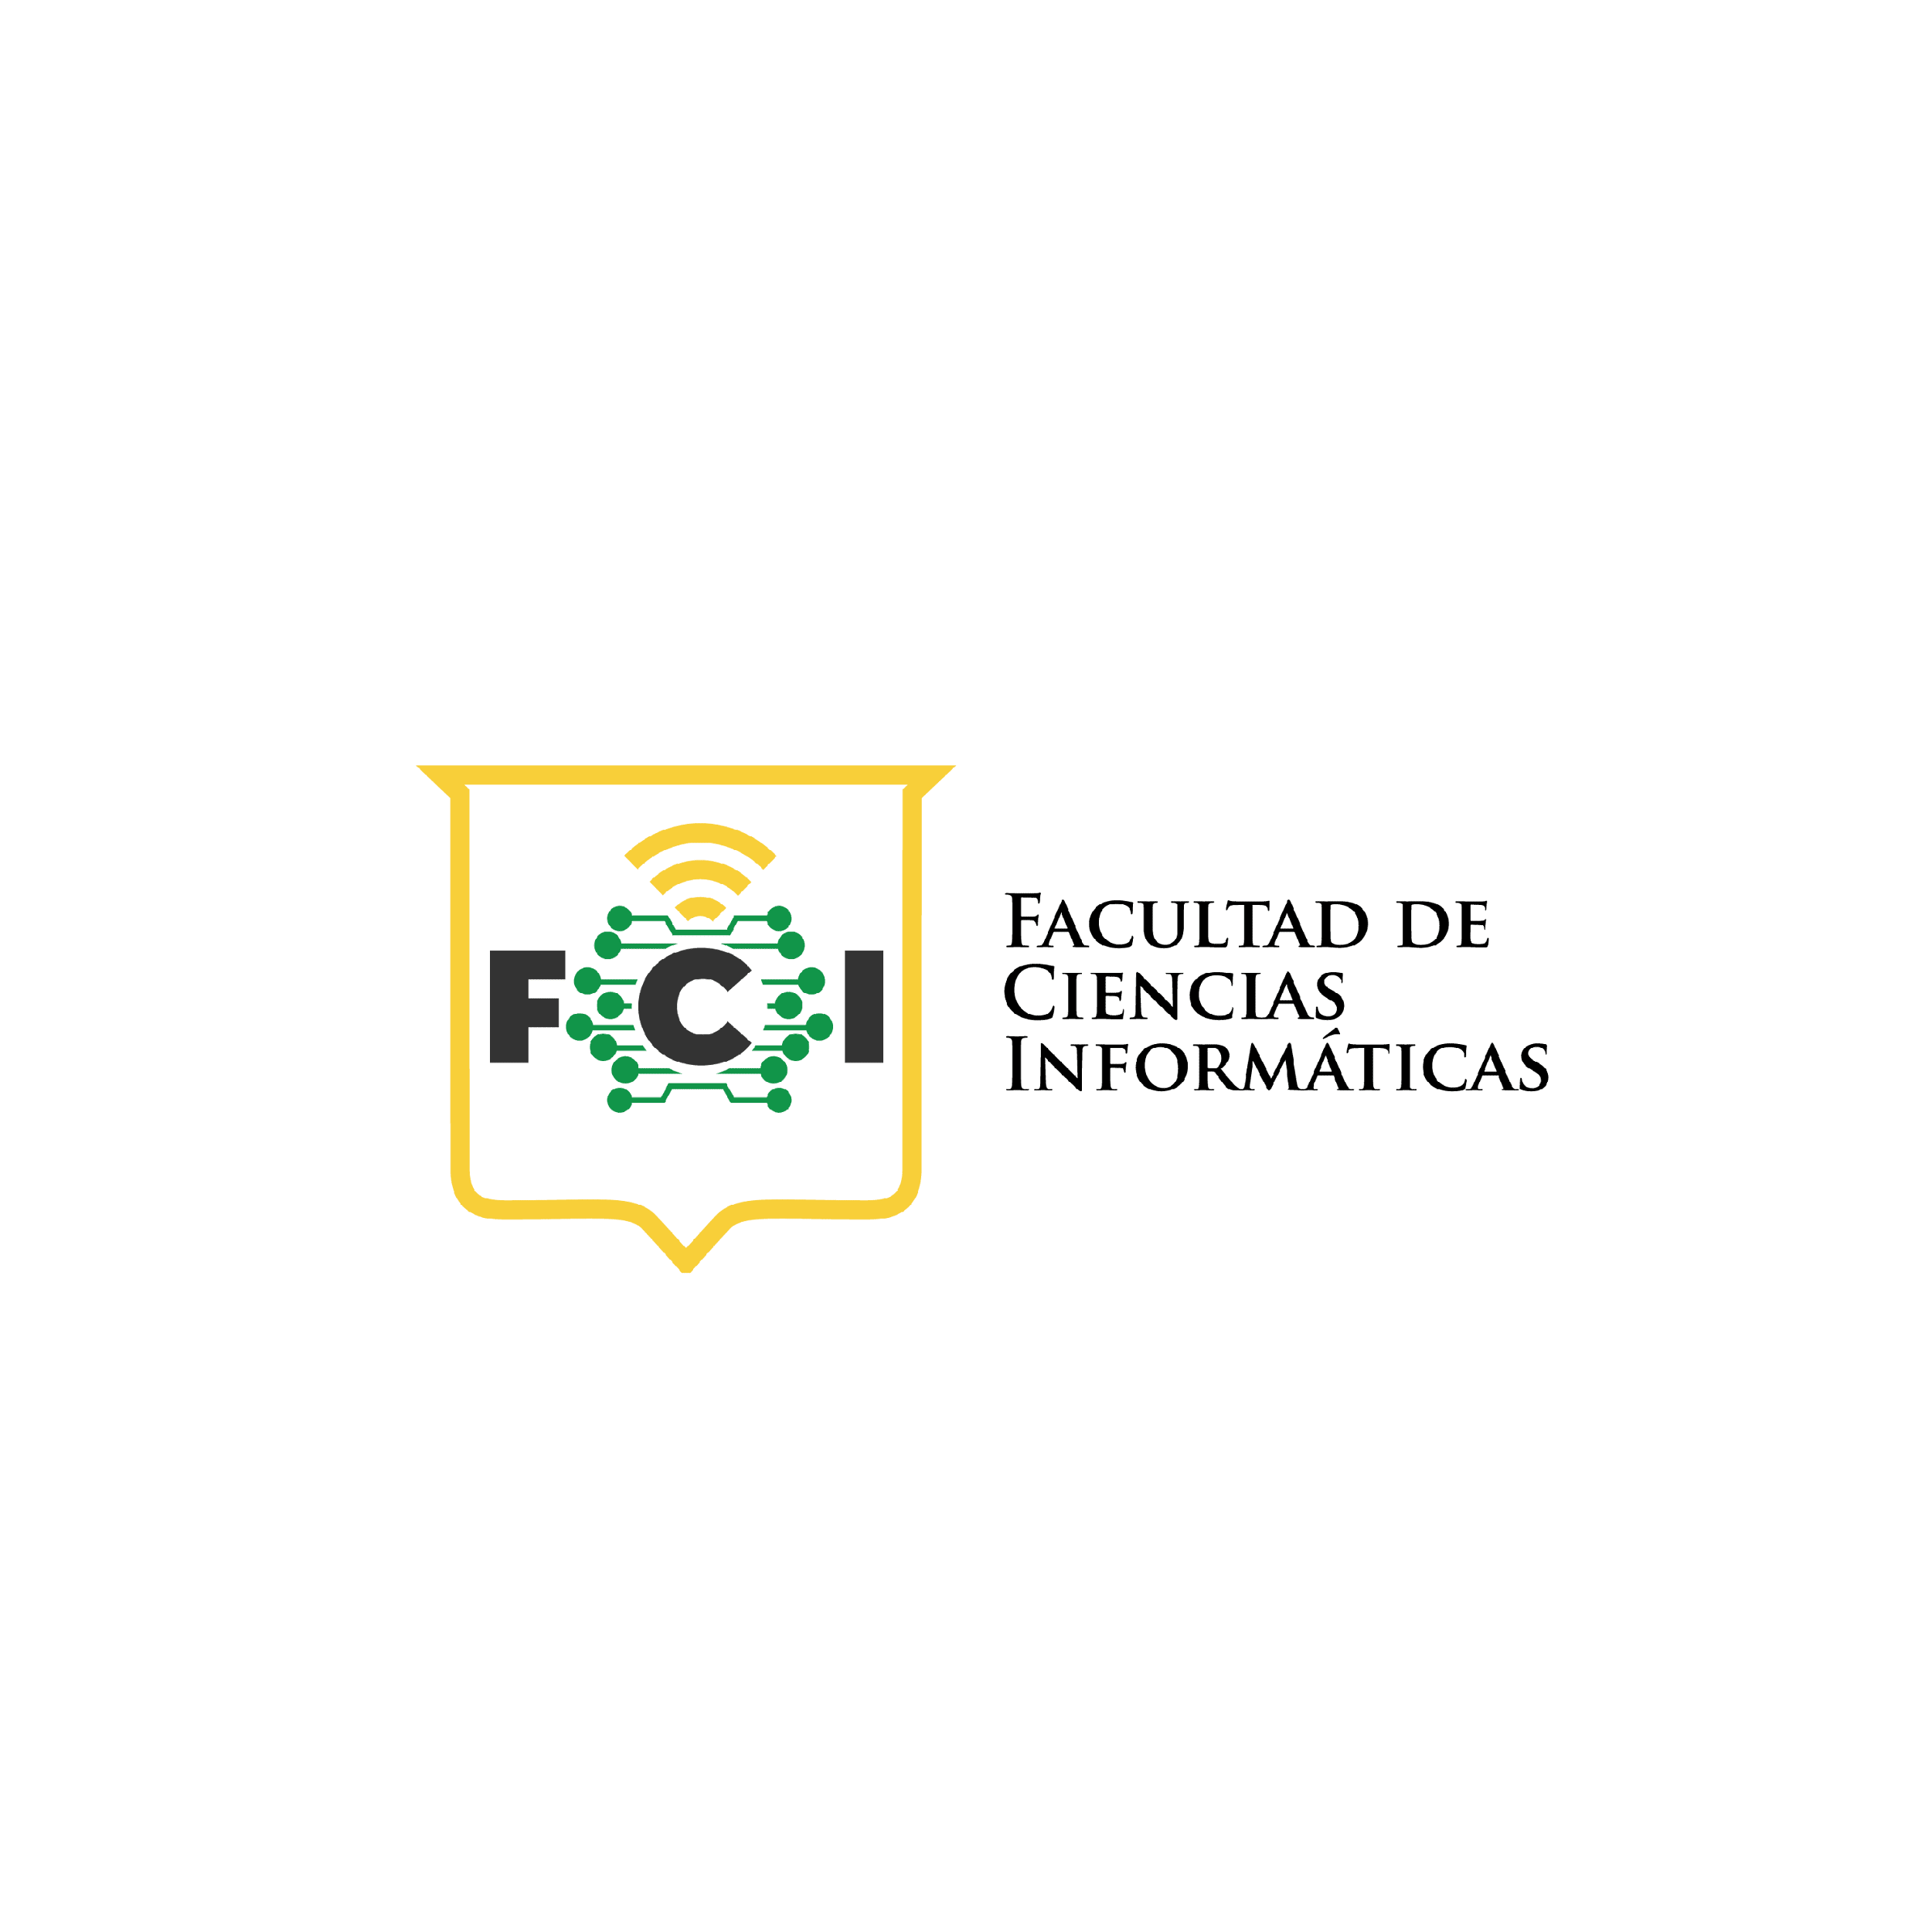 FCI
FACULTAD DE
CIENCIAS
INFORMÁTICAS